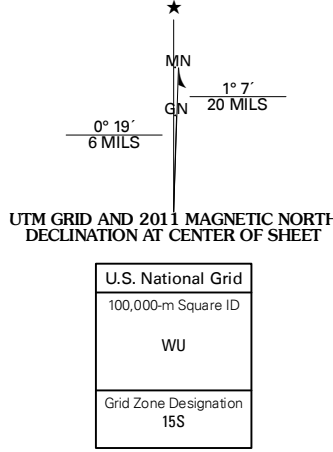 ★
MN
1° 7´
20 MILS
GN
0° 19´
6 MILS
UTM GRID AND 2011 MAGNETIC NORTH
DECLINATION AT CENTER OF SHEET
U.S. National Grid
100,000-m Square ID
WU
Grid Zone Designation
15S